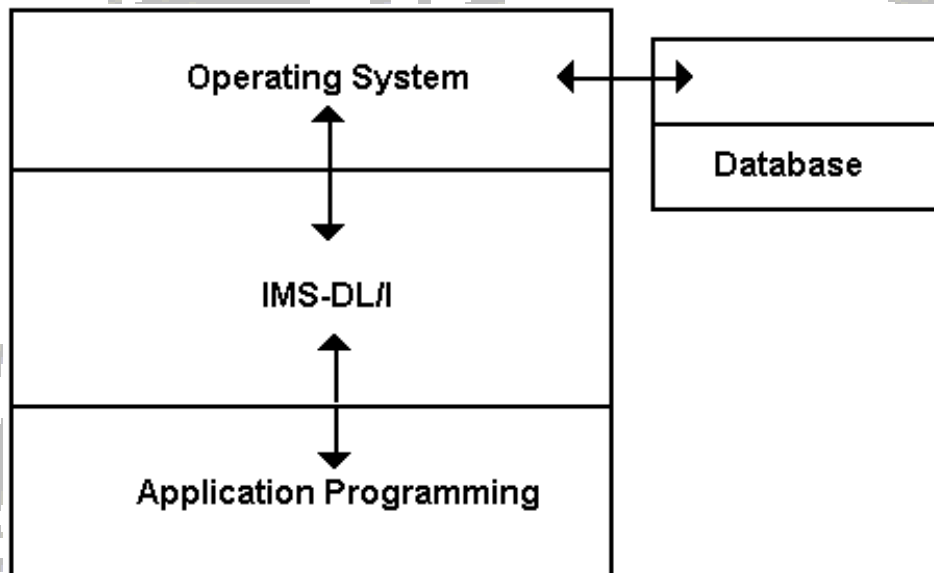 Operating System
Database
IMS-DL/I
Application Programming